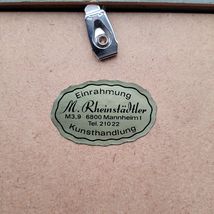 Einrahmung
M. Rheinstädtler
M3,9 6800 Mannheim 1
Tel. 21022
Kunsthandlung